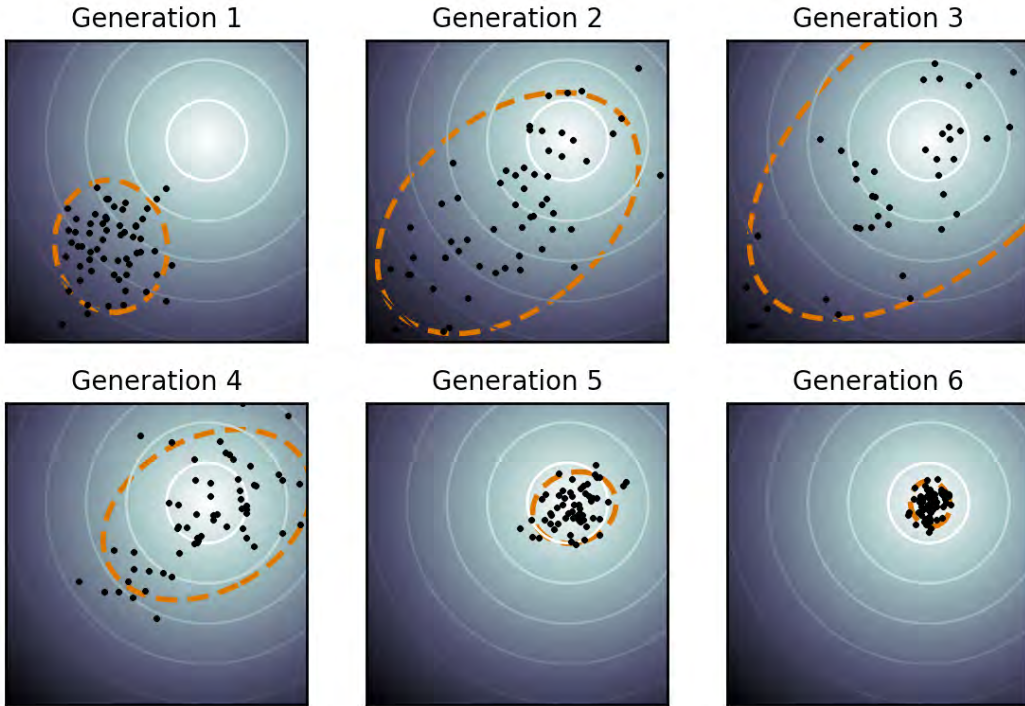 Generation 1
Generation 2
Generation 3
Generation 4
Generation 5
Generation 6